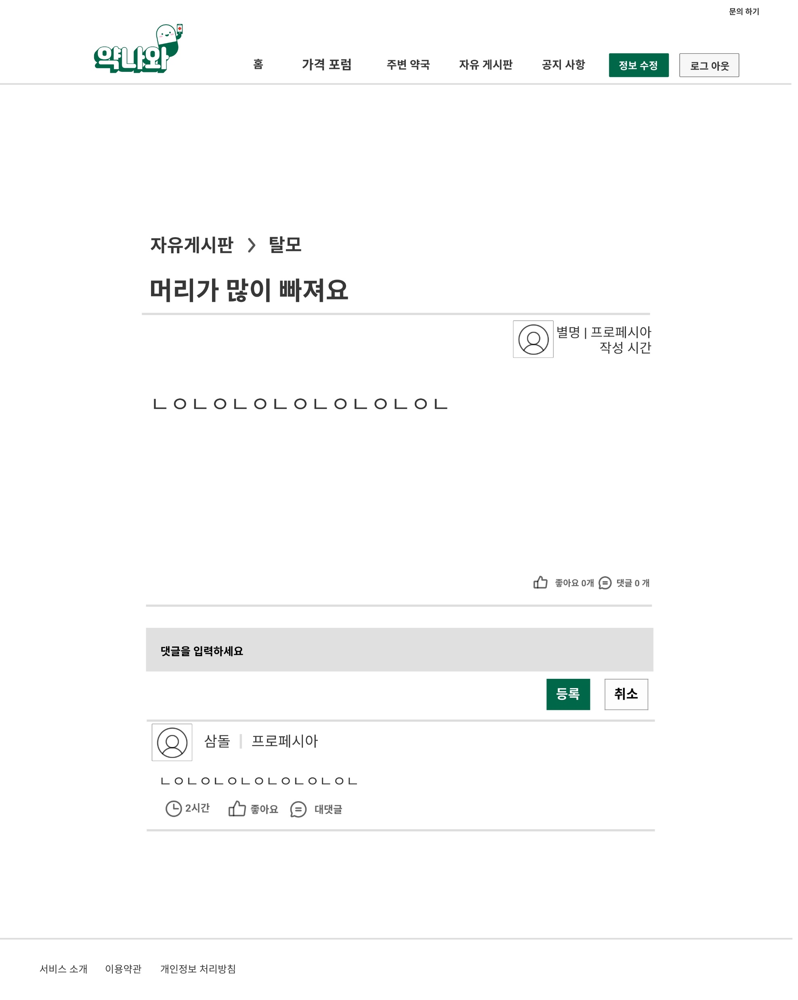 문의 하기
약나와
홈 가격 포럼 주변 약국 자유 게시판 공지 사항 정보 수정 로그 아웃
자유게시판 > 탈모
머리가 많이 빠져요
별명 | 프로페시아
작성 시간
ㄴㅇㄴㅇㄴㅇㄴㅇㄴㅇㄴㅇㄴㅇㄴ
좋아요 0개 댓글 0 개
댓글을 입력하세요
등록 취소
삼돌 | 프로페시아
ㄴㅇㄴㅇㄴㅇㄴㅇㄴㅇㄴㅇㄴㅇㄴ
2시간 좋아요 대댓글
서비스 소개 이용약관 개인정보 처리방침